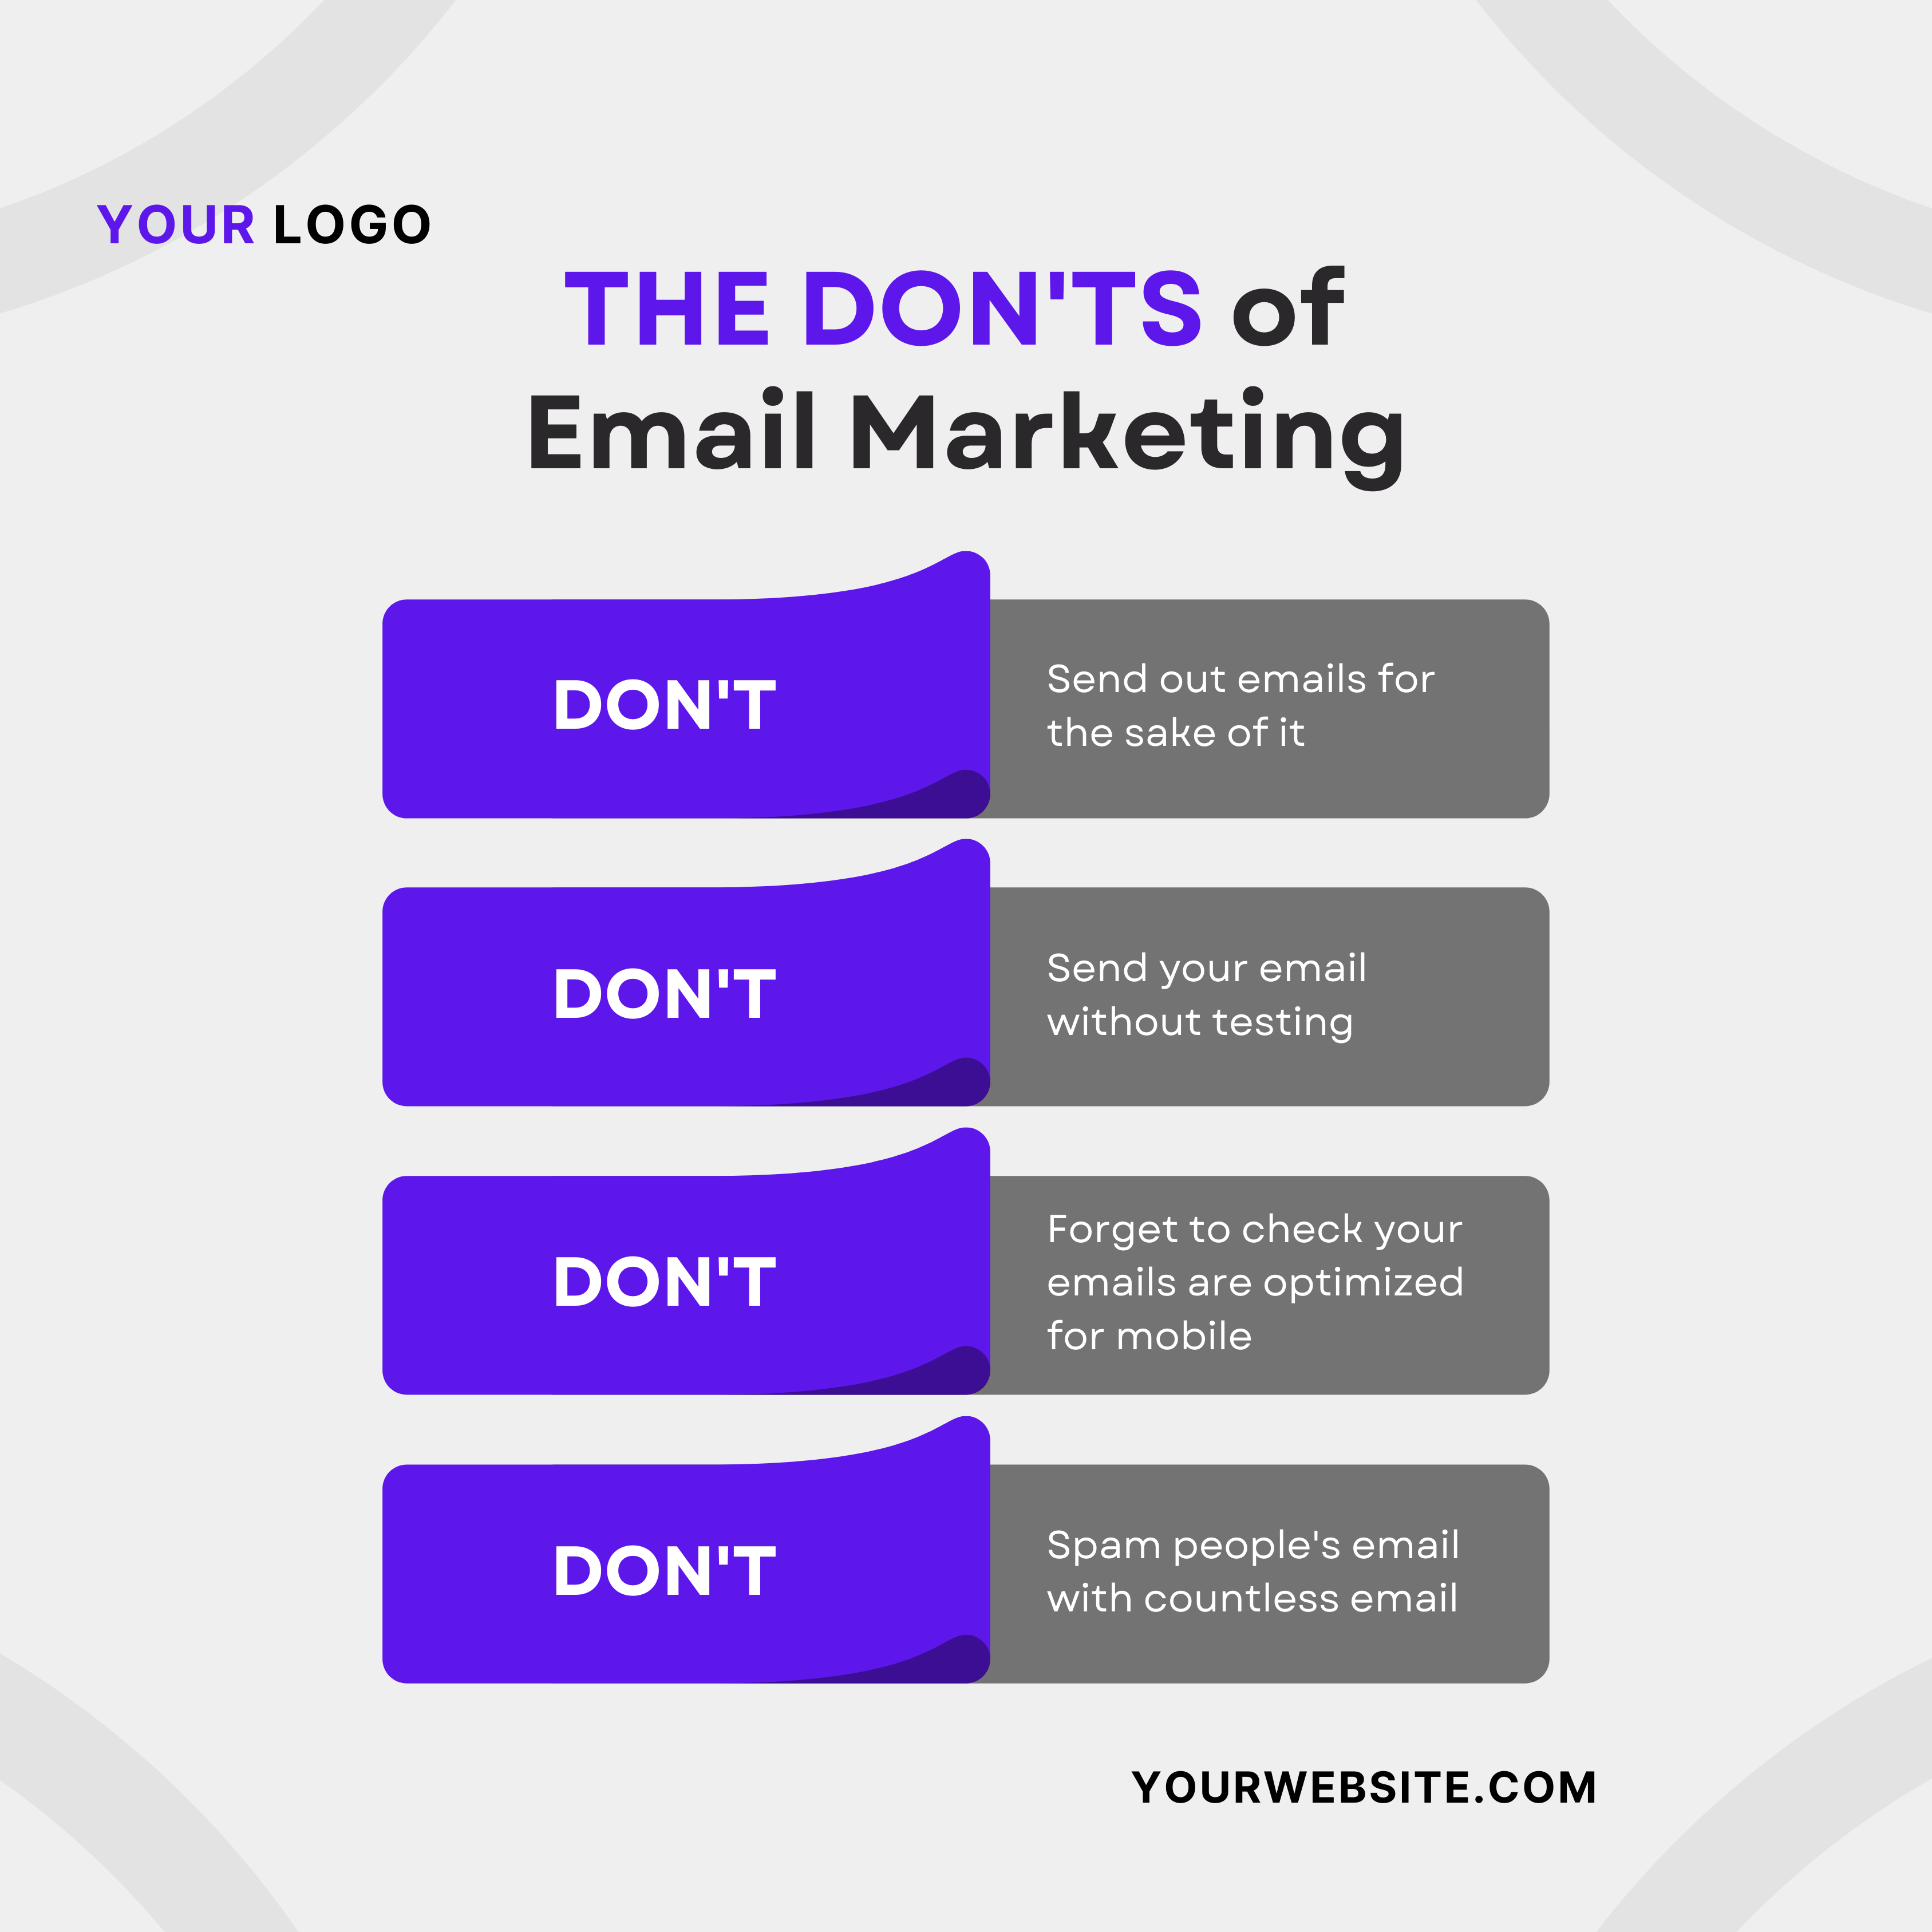 YOUR LOGO
THE DON'TS of
Email Marketing
DON'T
Send out emails for
the sake of it
DON'T
Send your email
without testing
DON'T
Forget to check your
emails are optimized
for mobile
DON'T
Spam people's email
with countless email
YOURWEBSITE.COM